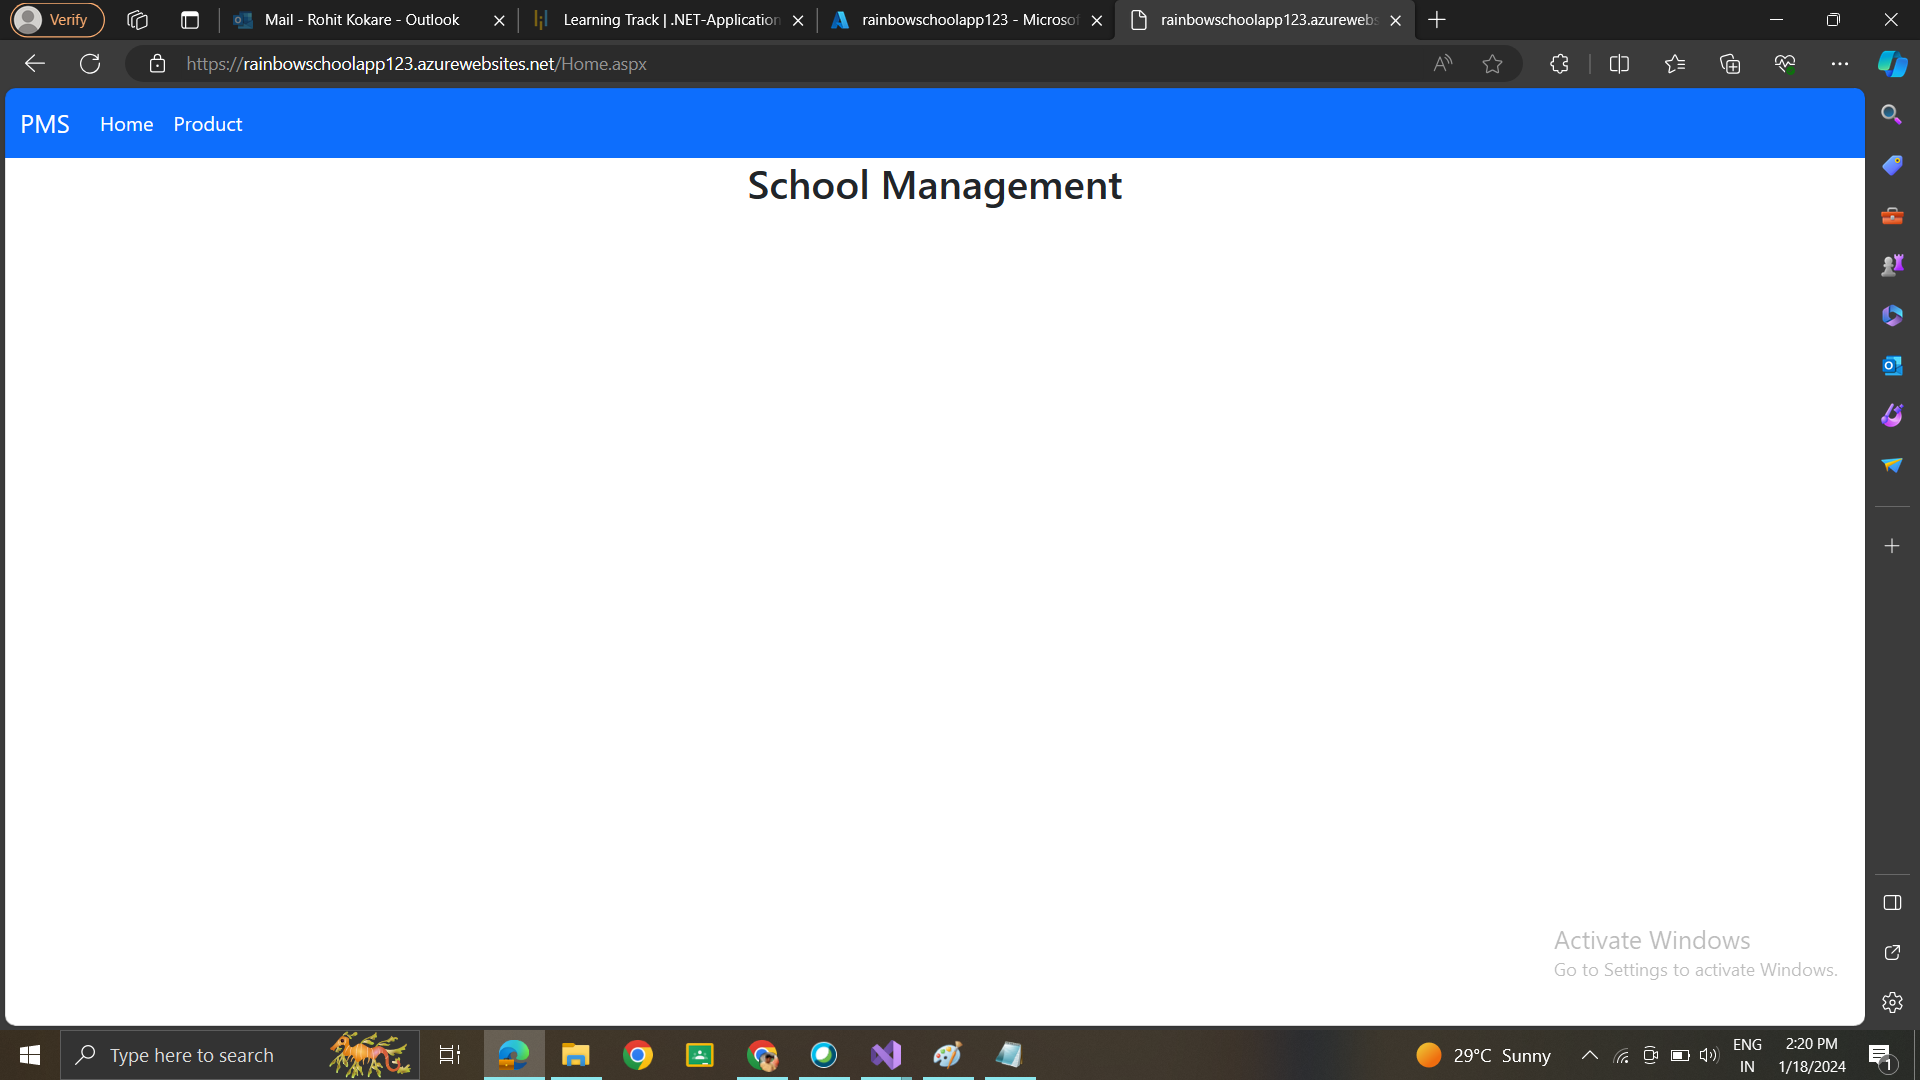 Verify
Mail - Rohit Kokare - Outlook
Learning Track | .NET-Application
rainbowschoolapp123 - Microsof
rainbowschoolapp123.azurewebs
https://rainbowschoolapp123.azurewebsites.net/Home.aspx
PMS Home Product
School Management
Activate Windows
Go to Settings to activate Windows.
Type here to search
29°C Sunny
ENG
IN
2:20 PM
1/18/2024
1